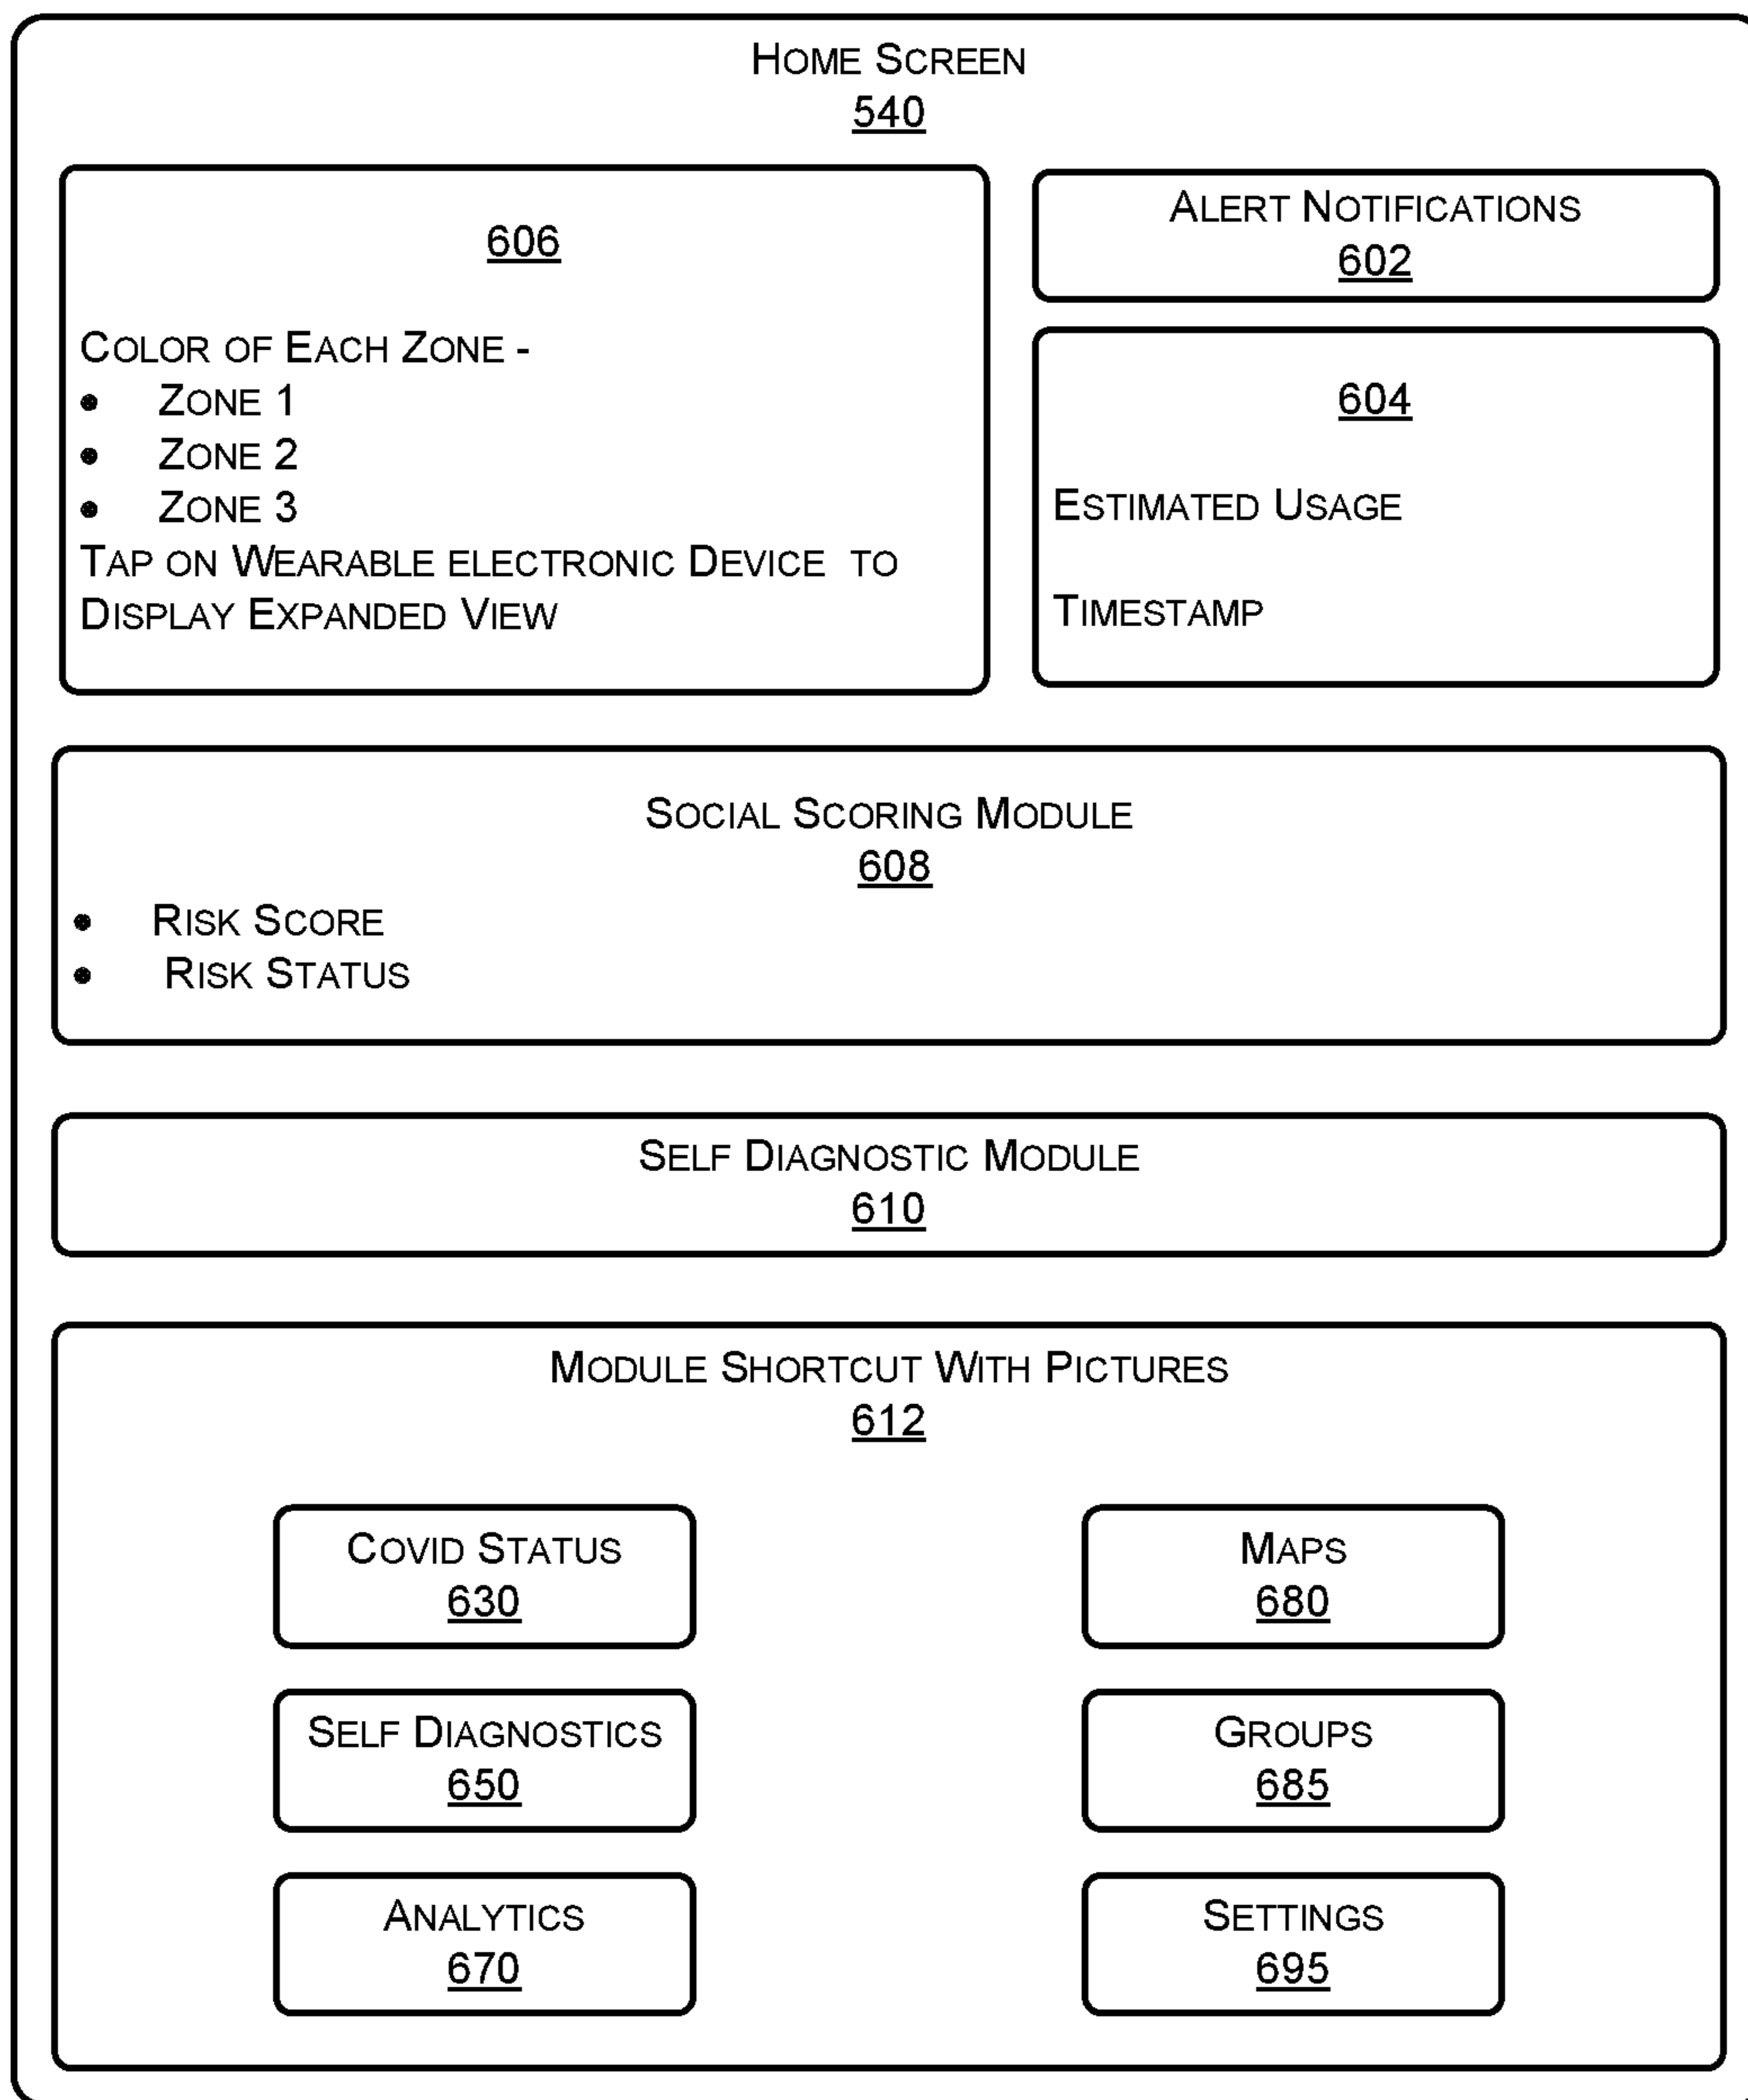 Home Screen
540
606
Color of Each Zone -
• Zone 1
• Zone 2
• Zone 3
Tap on Wearable electronic Device to
Display Expanded View
Alert Notifications
602
604
Estimated Usage
Timestamp
Social Scoring Module
608
• Risk Score
• Risk Status
Self Diagnostic Module
610
Module Shortcut With Pictures
612
Covid Status
630
Maps
680
Self Diagnostics
650
Groups
685
Analytics
670
Settings
695